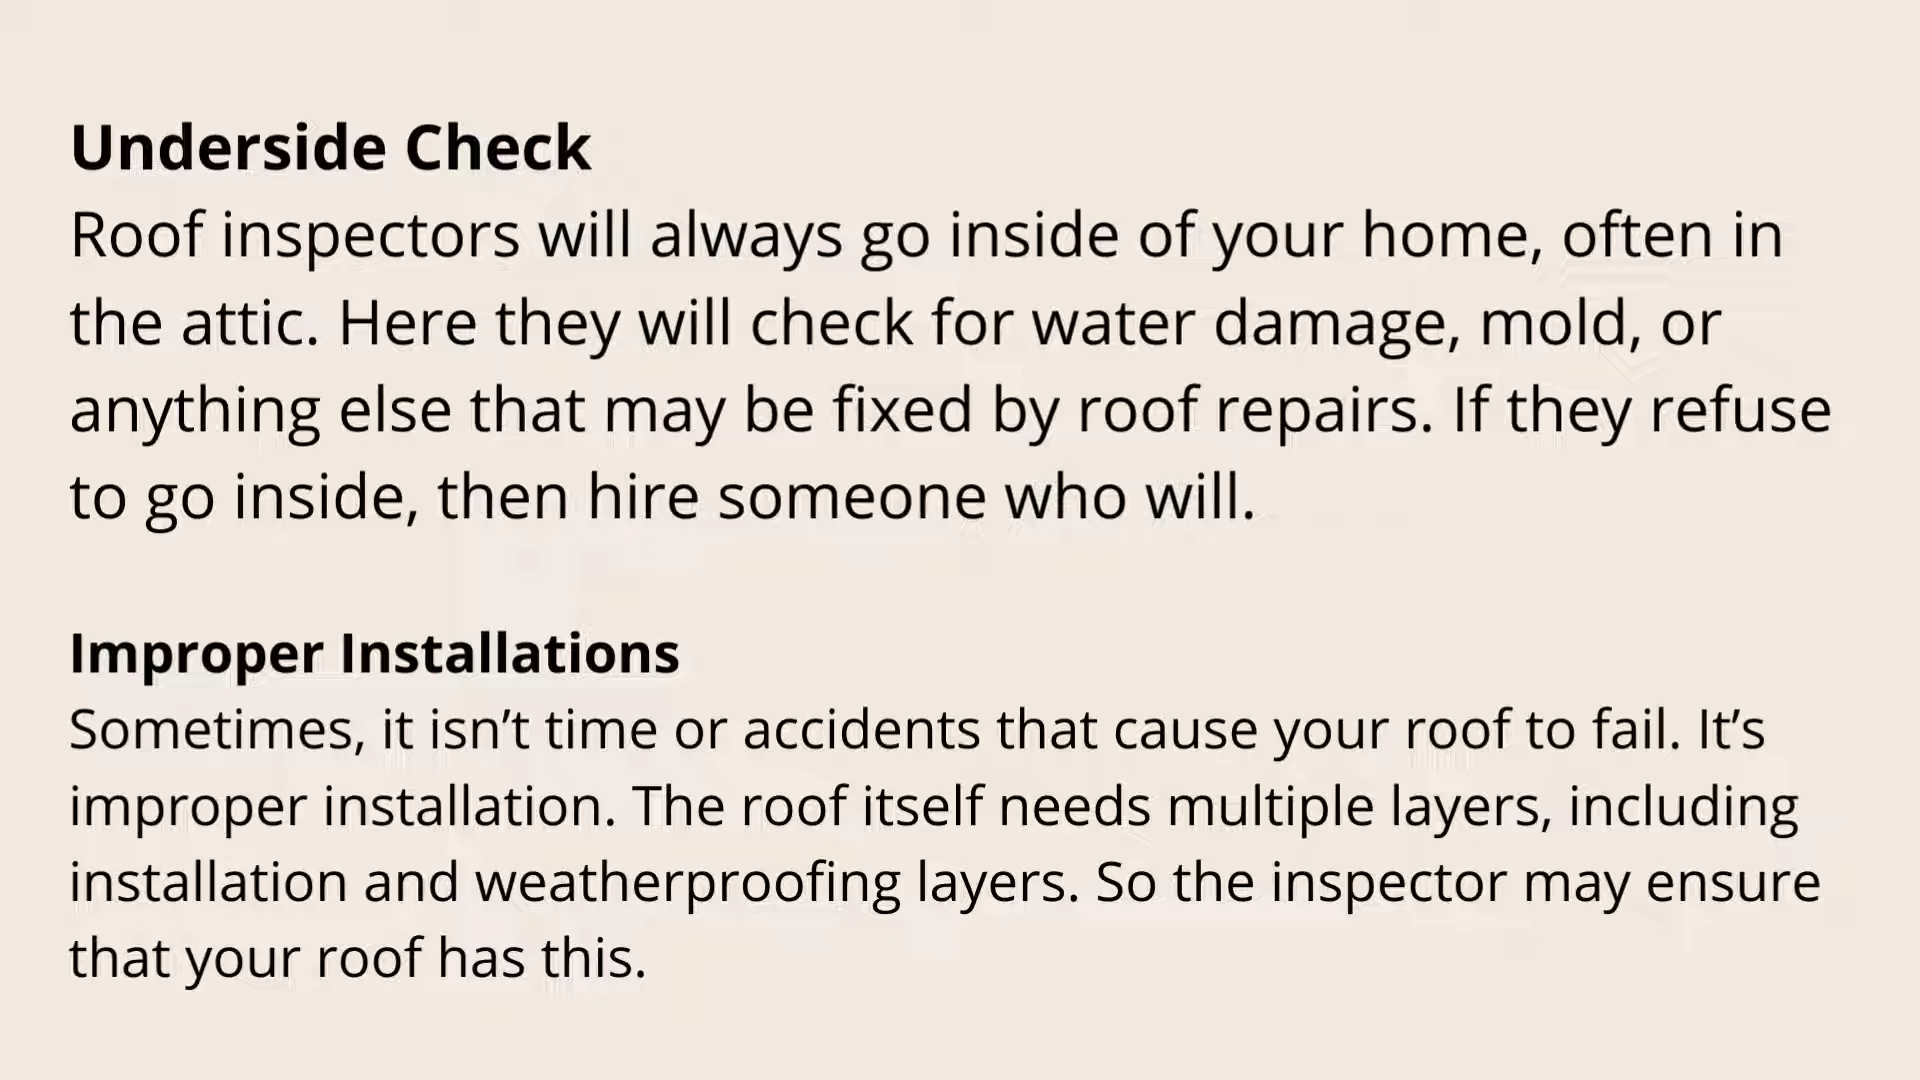 Underside Check
Roof inspectors will always go inside of your home, often in
the attic. Here they will check for water damage, mold, or
anything else that may be fixed by roof repairs. If they refuse
to go inside, then hire someone who will.
Improper Installations
Sometimes, it isn’t time or accidents that cause your roof to fail. It’s
improper installation. The roof itself needs multiple layers, including
installation and weatherproofing layers. So the inspector may ensure
that your roof has this.